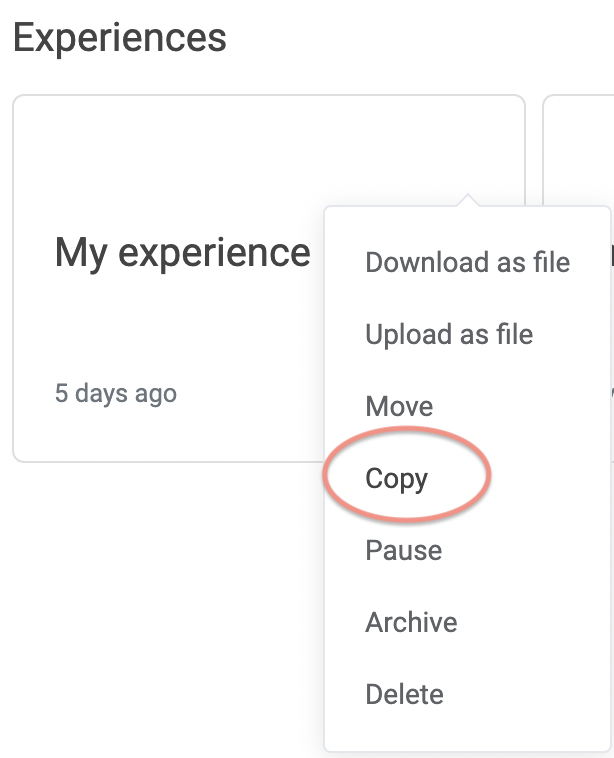 Experiences
My experience
5 days ago
Download as file
Upload as file
Move
Copy
Pause
Archive
Delete